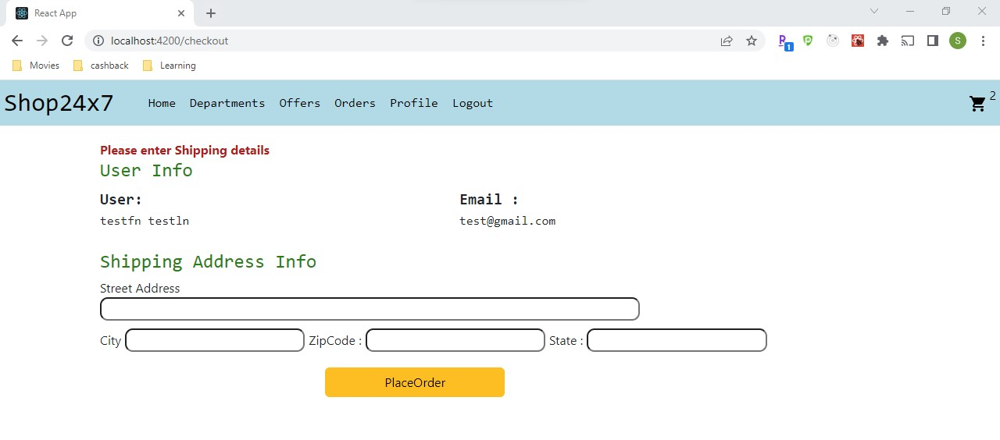 React App
localhost:4200/checkout
R 1 S
Movies cashback Learning
Shop24x7 Home Departments Offers Orders Profile Logout 2
Please enter Shipping details
User Info
User: Email :
testfn testln test@gmail.com
Shipping Address Info
Street Address
City ZipCode : State :
PlaceOrder